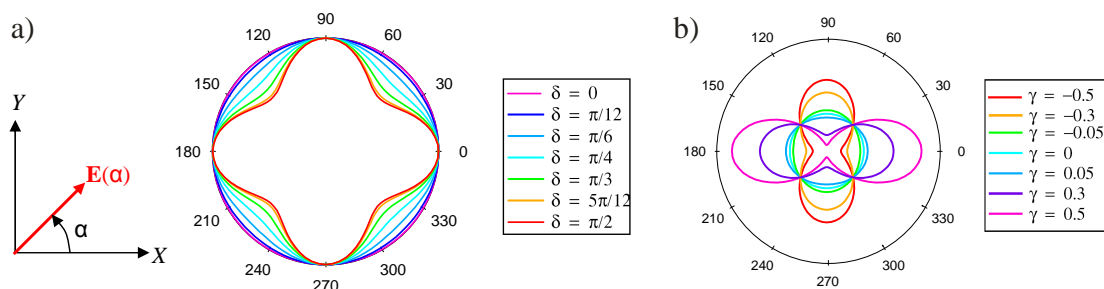 a)
Y
E(α)
α
X
90
60
30
0
330
300
270
240
210
180
150
120
δ = 0
δ = π/12
δ = π/6
δ = π/4
δ = π/3
δ = 5π/12
δ = π/2
b)
90
60
30
0
330
300
270
240
210
180
150
120
γ = −0.5
γ = −0.3
γ = −0.05
γ = 0
γ = 0.05
γ = 0.3
γ = 0.5